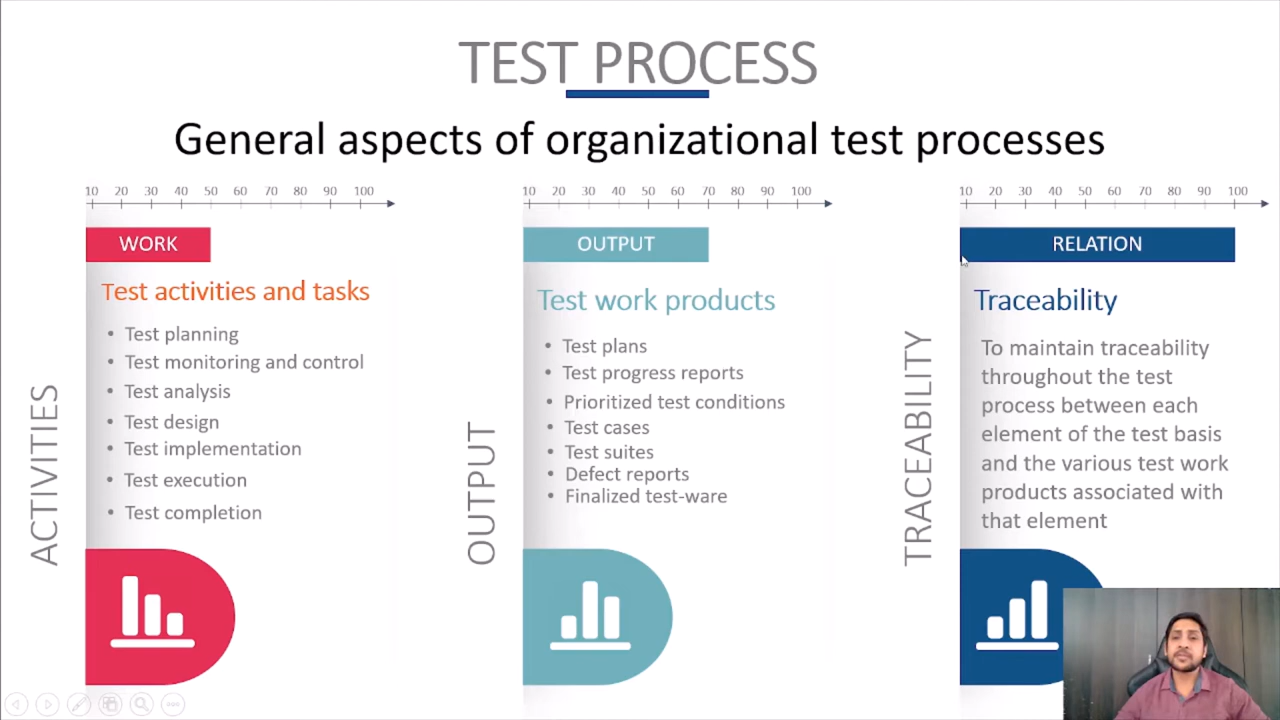 TEST PROCESS
General aspects of organizational test processes
10 20 30 40 50 60 70 80 90 100
WORK
Test activities and tasks
• Test planning
• Test monitoring and control
• Test analysis
• Test design
• Test implementation
• Test execution
• Test completion
ACTIVITIES
10 20 30 40 50 60 70 80 90 100
OUTPUT
Test work products
• Test plans
• Test progress reports
• Prioritized test conditions
• Test cases
• Test suites
• Defect reports
• Finalized test-ware
OUTPUT
10 20 30 40 50 60 70 80 90 100
RELATION
Traceability
To maintain traceability
throughout the test
process between each
element of the test basis
and the various test work
products associated with
that element
TRACEABILITY